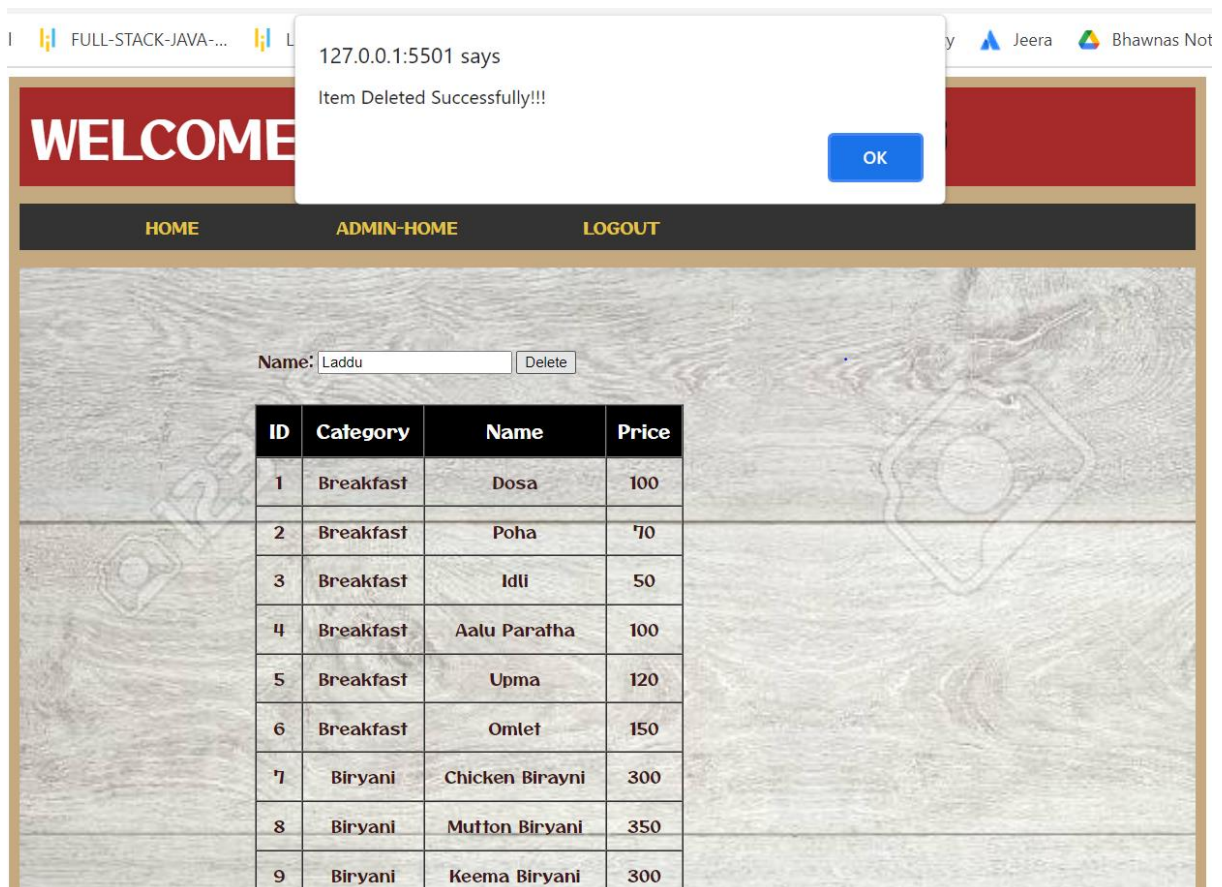 FULL-STACK-JAVA-... L y Jeera Bhawnas Not
127.0.0.1:5501 says
Item Deleted Successfully!!!
OK
WELCOME
HOME ADMIN-HOME LOGOUT
Name: Laddu Delete
ID Category Name Price
1 Breakfast Dosa 100
2 Breakfast Poha 70
3 Breakfast Idli 50
4 Breakfast Aalu Paratha 100
5 Breakfast Upma 120
6 Breakfast Omlet 150
7 Biryani Chicken Birayni 300
8 Biryani Mutton Biryani 350
9 Biryani Keema Biryani 300